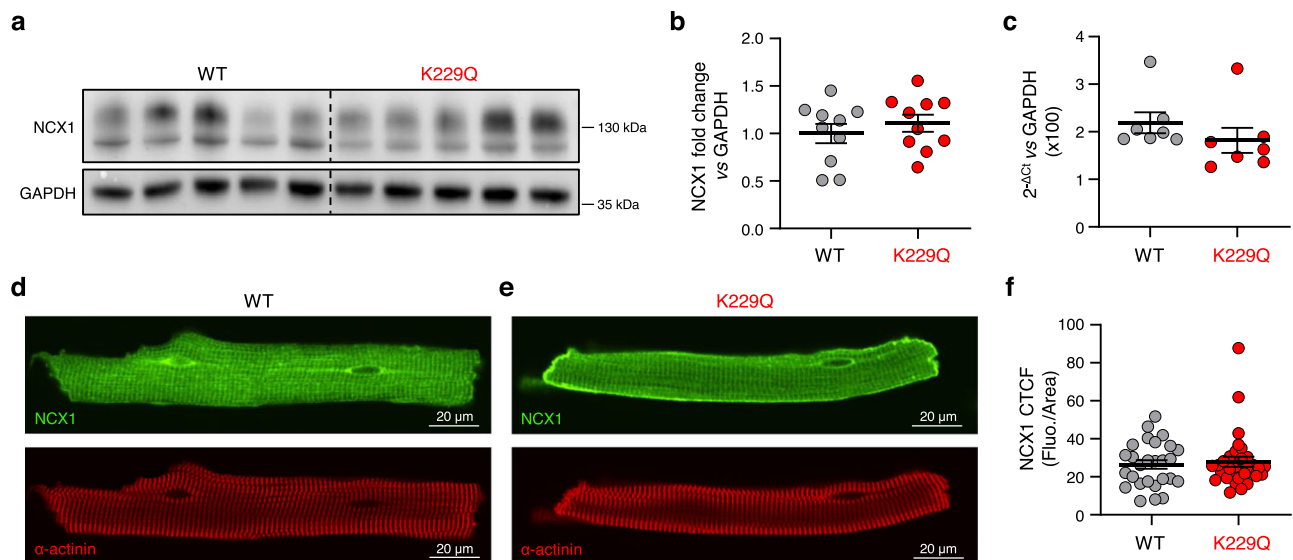 a
WT
K229Q
NCX1
130 kDa
GAPDH
35 kDa
b
NCX1 fold change
vs GAPDH
2.0
1.5
1.0
0.5
0.0
WT
K229Q
c
2-ΔCt vs GAPDH
(x100)
4
3
2
1
0
WT
K229Q
d
WT
NCX1
20 µm
α-actinin
20 µm
e
K229Q
NCX1
20 µm
α-actinin
20 µm
f
NCX1 CTCF
(Fluo./Area)
100
80
60
40
20
0
WT
K229Q